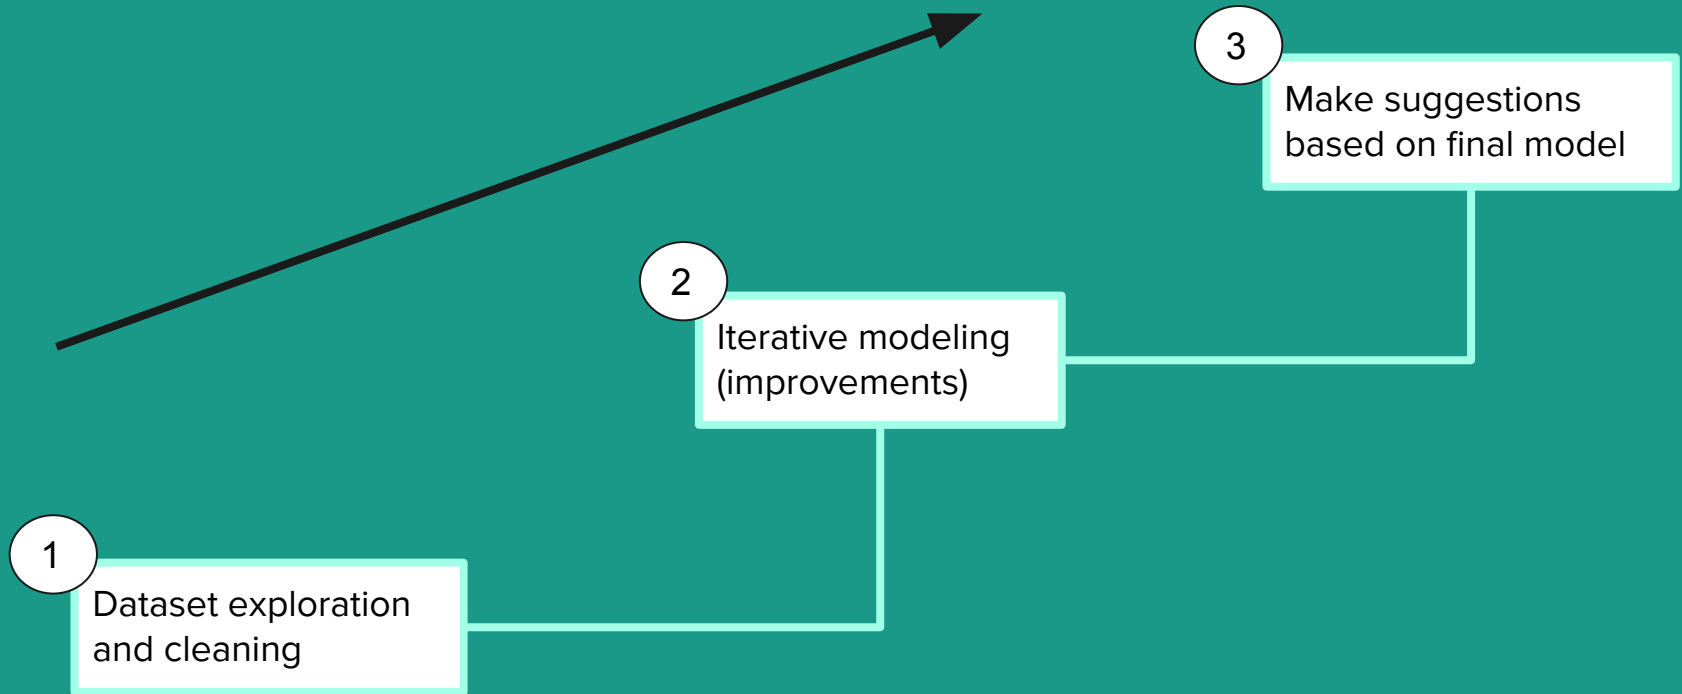 3
Make suggestions
based on final model
2
Iterative modeling
(improvements)
1
Dataset exploration
and cleaning